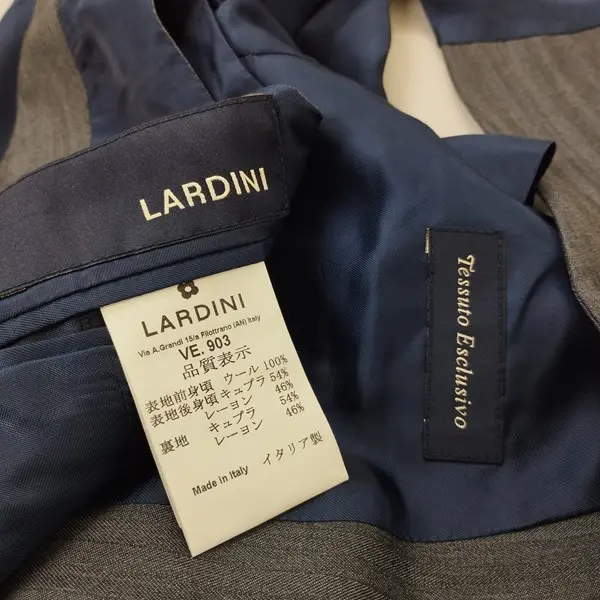 LARDINI
Tessuto Esclusivo
LARDINI
Via A.Grandi 15/a Filottrano (AN) Italy
VE. 903
品質表示
表地前身頃 ウール 100%
表地後身頃 キュプラ 54%
レーヨン 46%
裏地 キュプラ 54%
レーヨン 46%
Made in Italy イタリア製